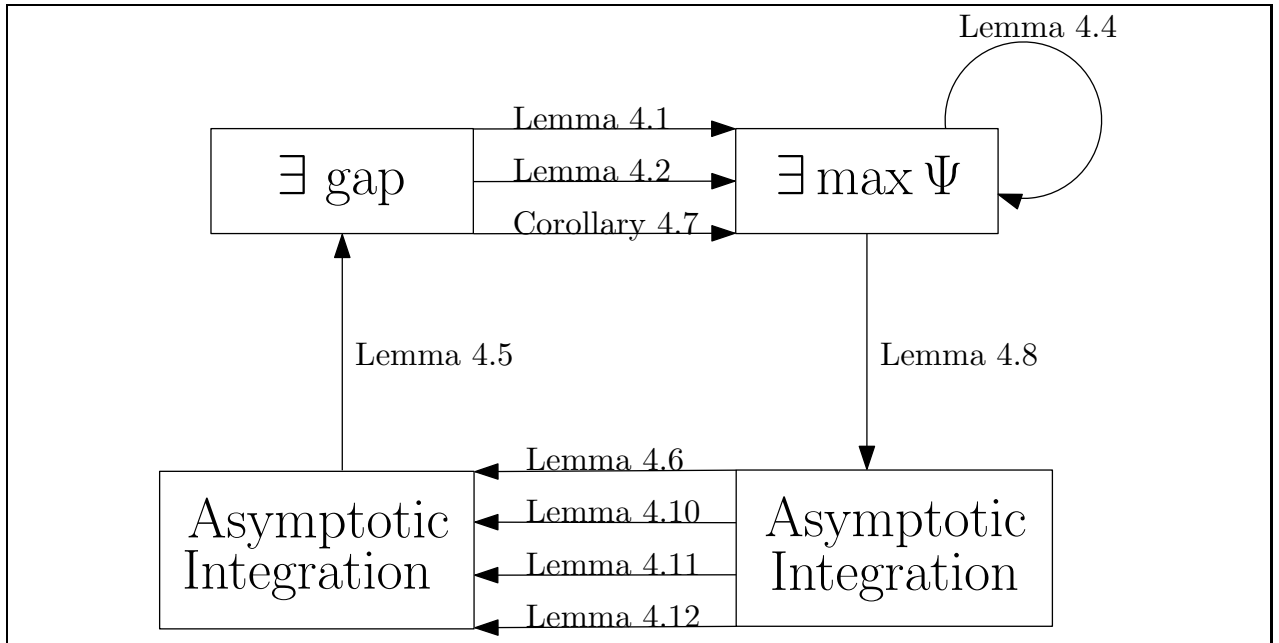 Lemma 4.4
Lemma 4.1
∃ gap
Lemma 4.2
∃ max Ψ
Corollary 4.7
Lemma 4.5
Lemma 4.8
Lemma 4.6
Asymptotic
Integration
Lemma 4.10
Lemma 4.11
Lemma 4.12
Asymptotic
Integration